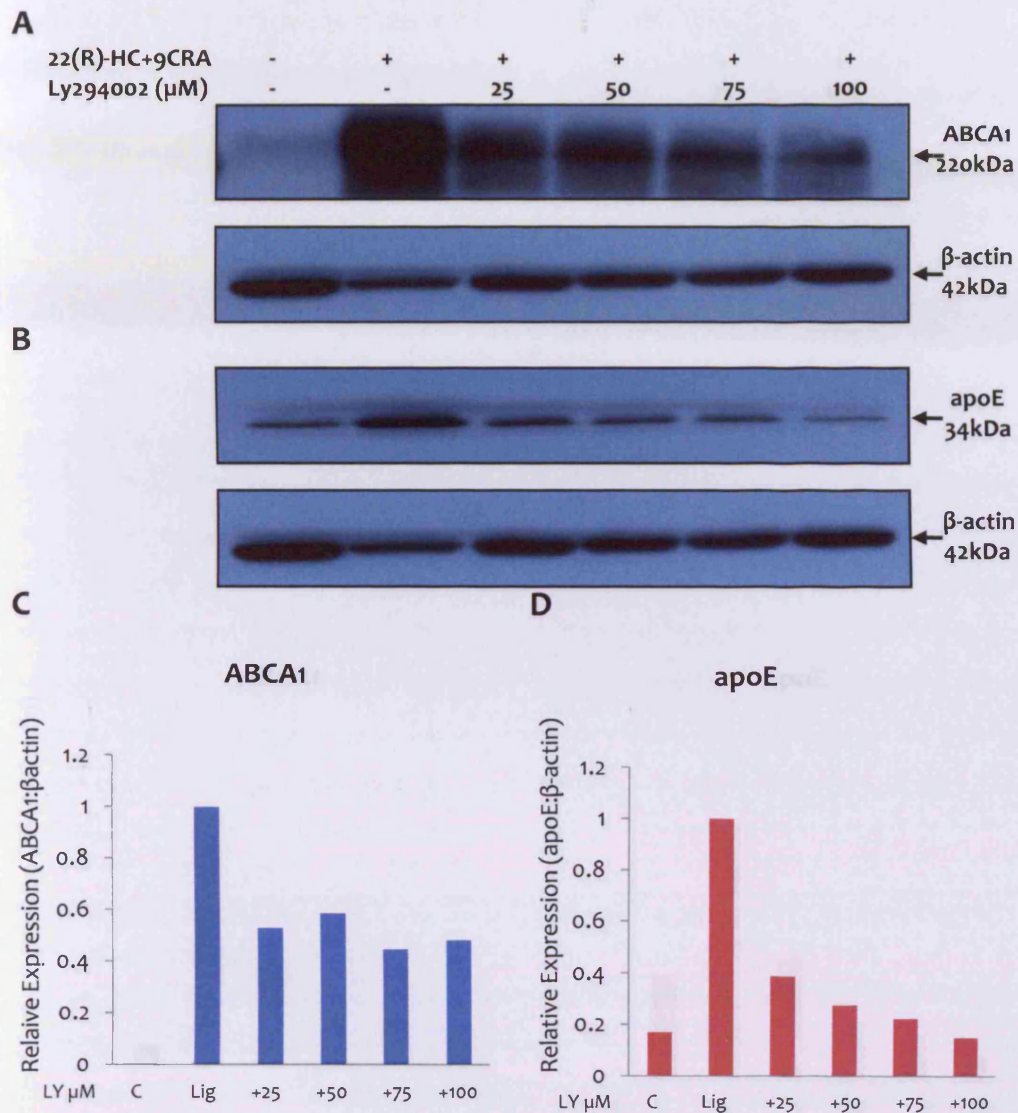 A
22(R)-HC+9CRA - + + + + +
Ly294002 (µM) - - 25 50 75 100
ABCA1
220kDa
β-actin
42kDa
B
apoE
34kDa
β-actin
42kDa
C
D
ABCA1
apoE
Relaive Expression (ABCA1:βactin)
1.2
1
0.8
0.6
0.4
0.2
0
LY µM C Lig +25 +50 +75 +100
Relative Expression (apoE:β-actin)
1.2
1
0.8
0.6
0.4
0.2
0
LY µM C Lig +25 +50 +75 +100